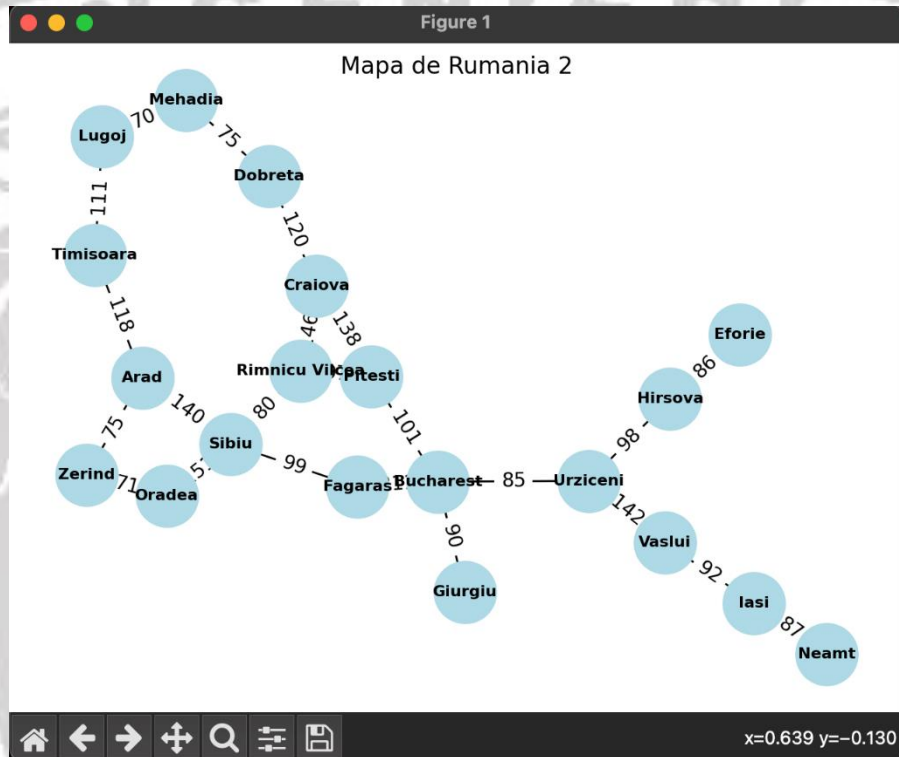 Figure 1
Mapa de Rumania 2
Mehadia
70
Lugoj
75
Dobreta
111
120
Timisoara
Craiova
118
46
138
Eforie
86
Rimnicu Vilcea
Pitesti
Arad
Hirsova
140
80
101
98
75
Sibiu
99
5
Zerind
71
Oradea
Fagaras
1
Bucharest
85
Urziceni
142
90
Vaslui
92
Giurgiu
Iasi
87
Neamt
x=0.639 y=−0.130